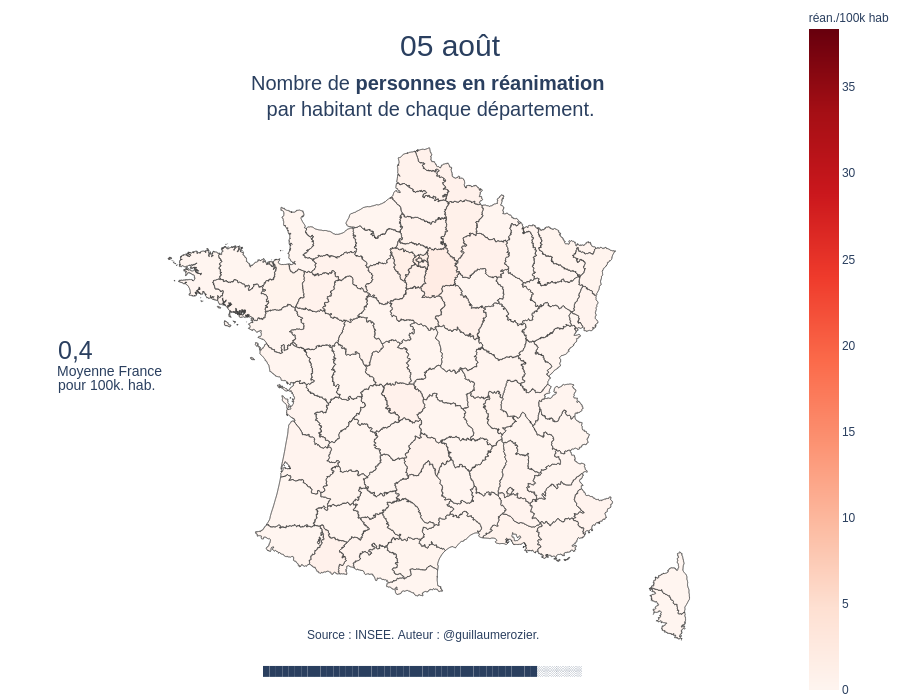 réan./100k hab
05 août
Nombre de personnes en réanimation
par habitant de chaque département.
35
30
25
20
15
10
5
0
0,4
Moyenne France
pour 100k. hab.
Source : INSEE. Auteur : @guillaumerozier.